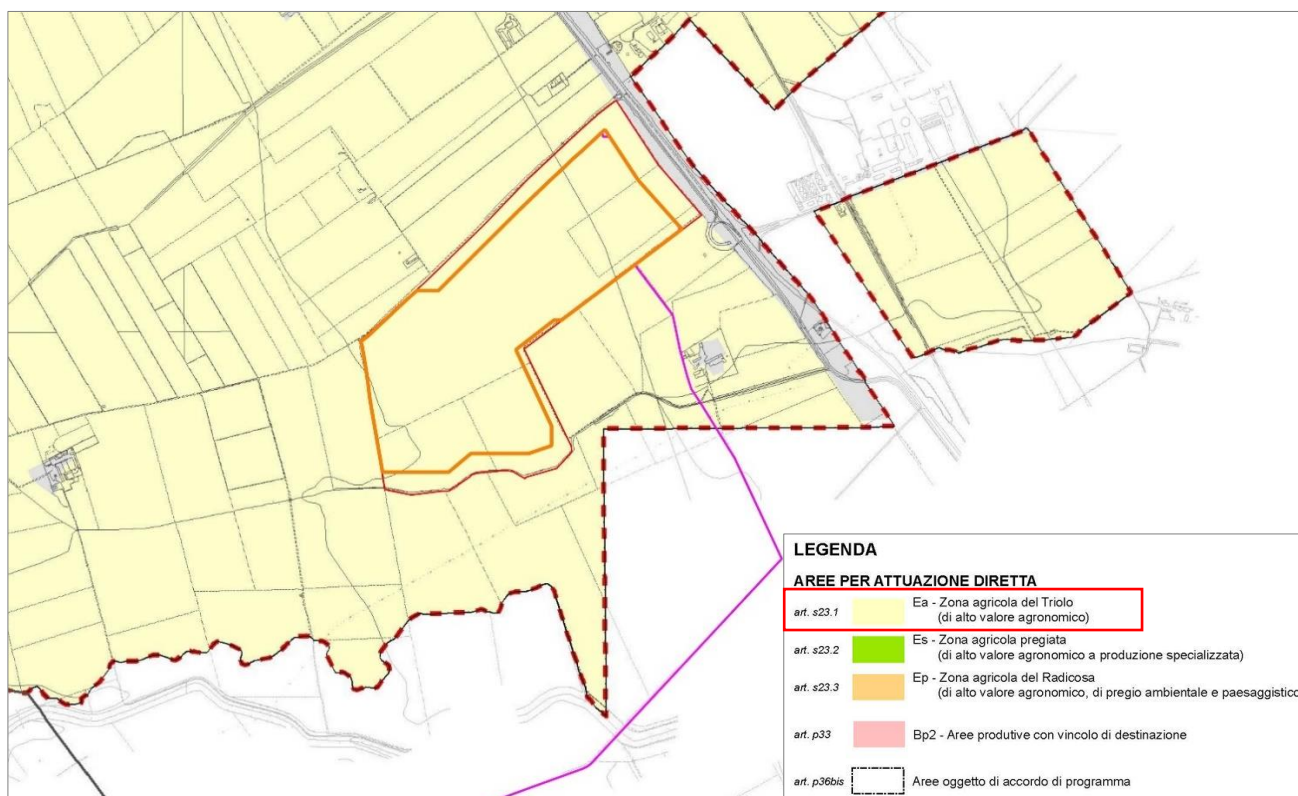 LEGENDA
AREE PER ATTUAZIONE DIRETTA
art. s23.1 Ea - Zona agricola del Triolo
(di alto valore agronomico)
art. s23.2 Es - Zona agricola pregiata
(di alto valore agronomico a produzione specializzata)
art. s23.3 Ep - Zona agricola del Radicosa
(di alto valore agronomico, di pregio ambientale e paesaggistico
art. p33 Bp2 - Aree produtive con vincolo di destinazione
art. p36bis Aree oggetto di accordo di programma